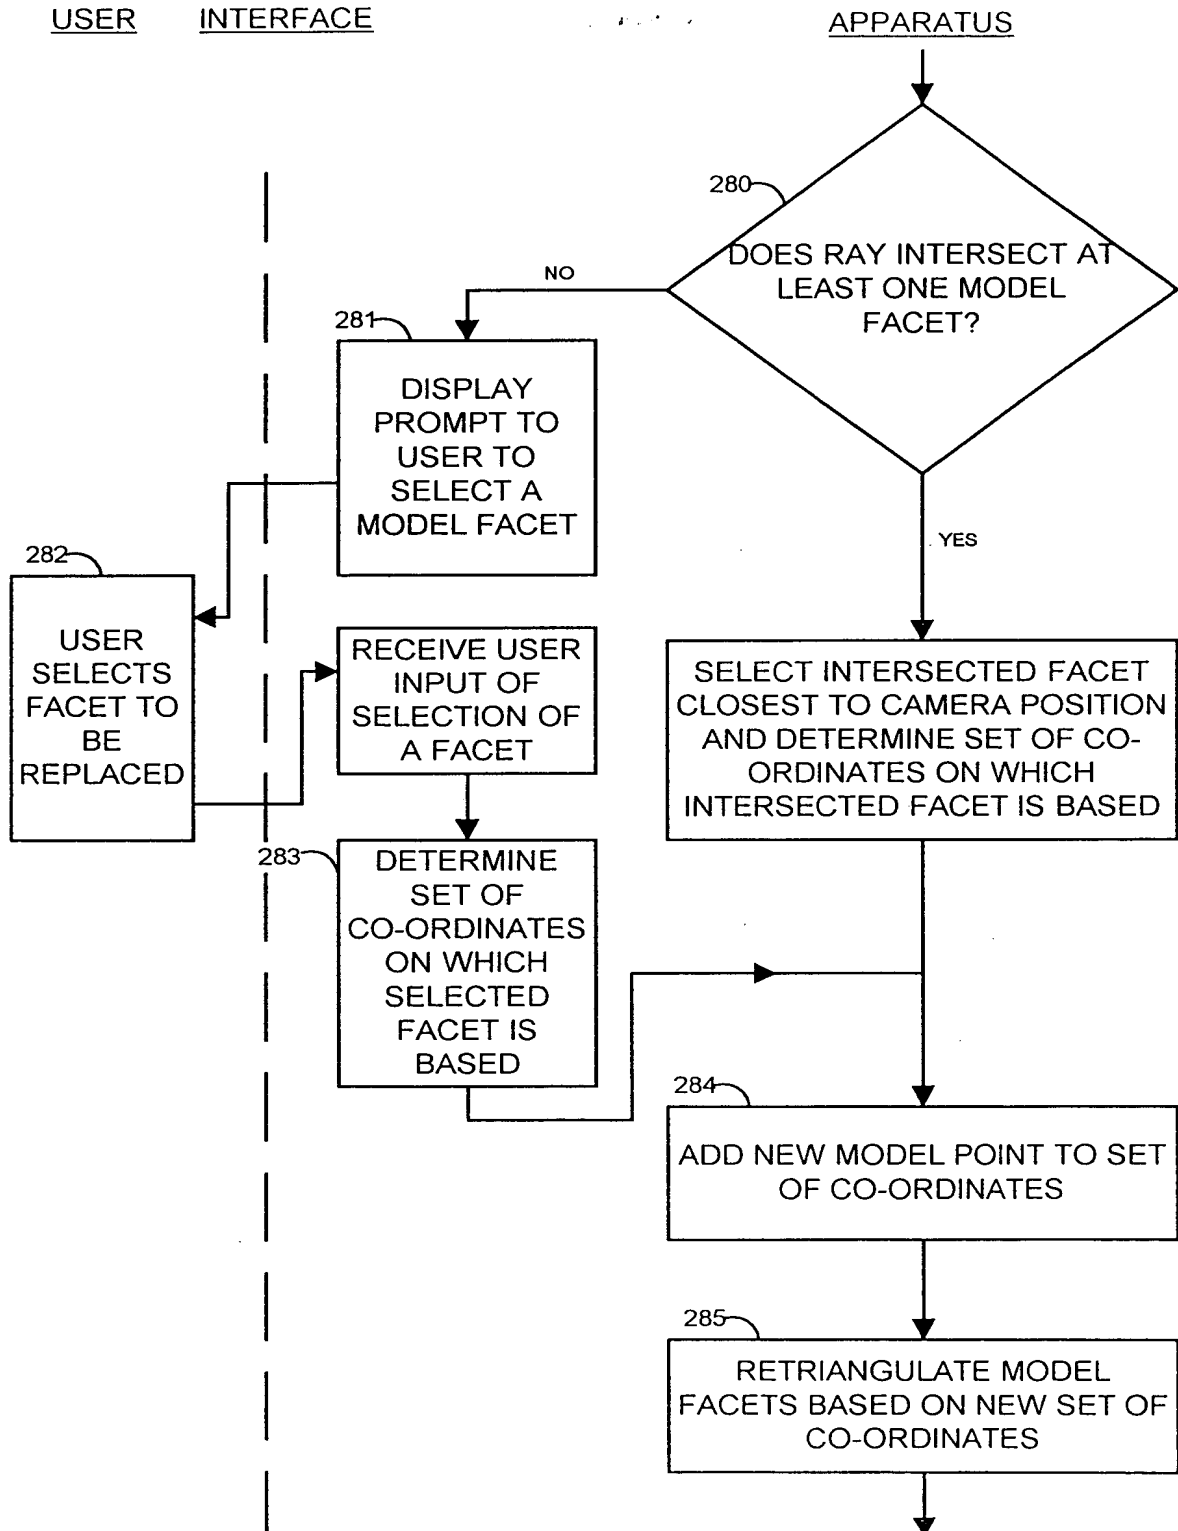 USER INTERFACE
APPARATUS
280
DOES RAY INTERSECT AT
LEAST ONE MODEL
FACET?
NO
YES
281
DISPLAY
PROMPT TO
USER TO
SELECT A
MODEL FACET
282
USER
SELECTS
FACET TO
BE
REPLACED
RECEIVE USER
INPUT OF
SELECTION OF
A FACET
SELECT INTERSECTED FACET
CLOSEST TO CAMERA POSITION
AND DETERMINE SET OF CO-
ORDINATES ON WHICH
INTERSECTED FACET IS BASED
283
DETERMINE
SET OF
CO-ORDINATES
ON WHICH
SELECTED
FACET IS
BASED
284
ADD NEW MODEL POINT TO SET
OF CO-ORDINATES
285
RETRIANGULATE MODEL
FACETS BASED ON NEW SET OF
CO-ORDINATES